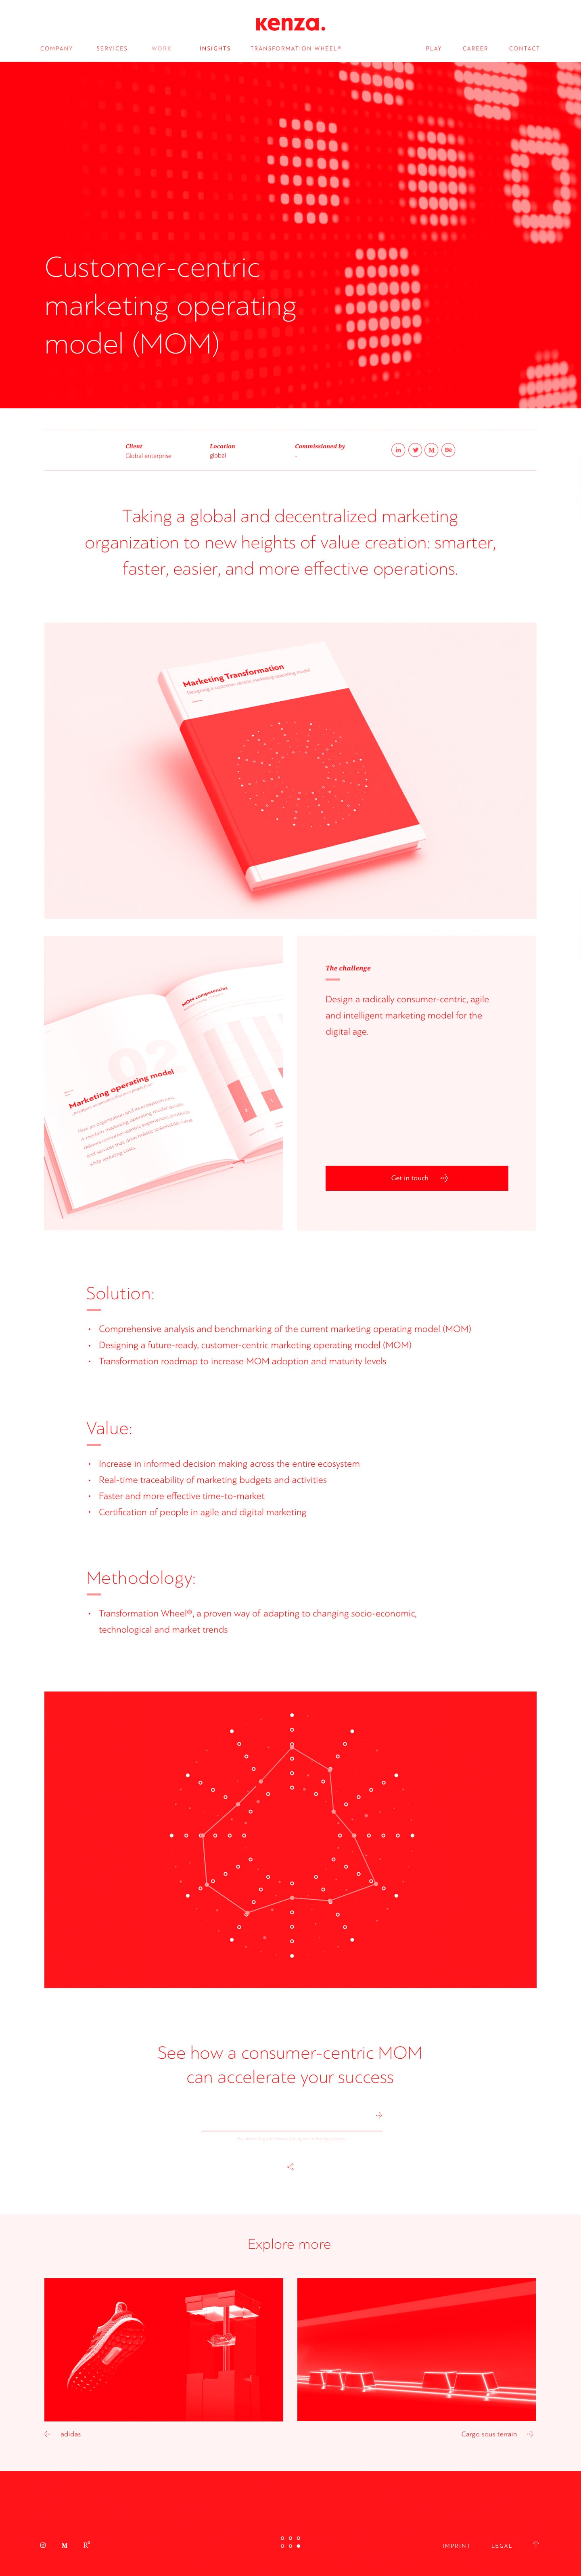 Kenza.
COMPANY SERVICES WORK INSIGHTS TRANSFORMATION WHEEL® PLAY CAREER CONTACT
Customer-centric
marketing operating
model (MOM)
Client Location Commissioned by
Global enterprise global -
in M Bē
Taking a global and decentralized marketing
organization to new heights of value creation: smarter,
faster, easier, and more effective operations.
Marketing Transformation
Designing a customer-centric marketing operating model
02
MOM competencies
Marketing operating model
The challenge
Design a radically consumer-centric, agile
and intelligent marketing model for the
digital age.
Get in touch
Solution:
• Comprehensive analysis and benchmarking of the current marketing operating model (MOM)
• Designing a future-ready, customer-centric marketing operating model (MOM)
• Transformation roadmap to increase MOM adoption and maturity levels
Value:
• Increase in informed decision making across the entire ecosystem
• Real-time traceability of marketing budgets and activities
• Faster and more effective time-to-market
• Certification of people in agile and digital marketing
Methodology:
• Transformation Wheel®, a proven way of adapting to changing socio-economic,
technological and market trends
See how a consumer-centric MOM
can accelerate your success
Explore more
adidas
Cargo sous terrain
M
IMPRINT LEGAL